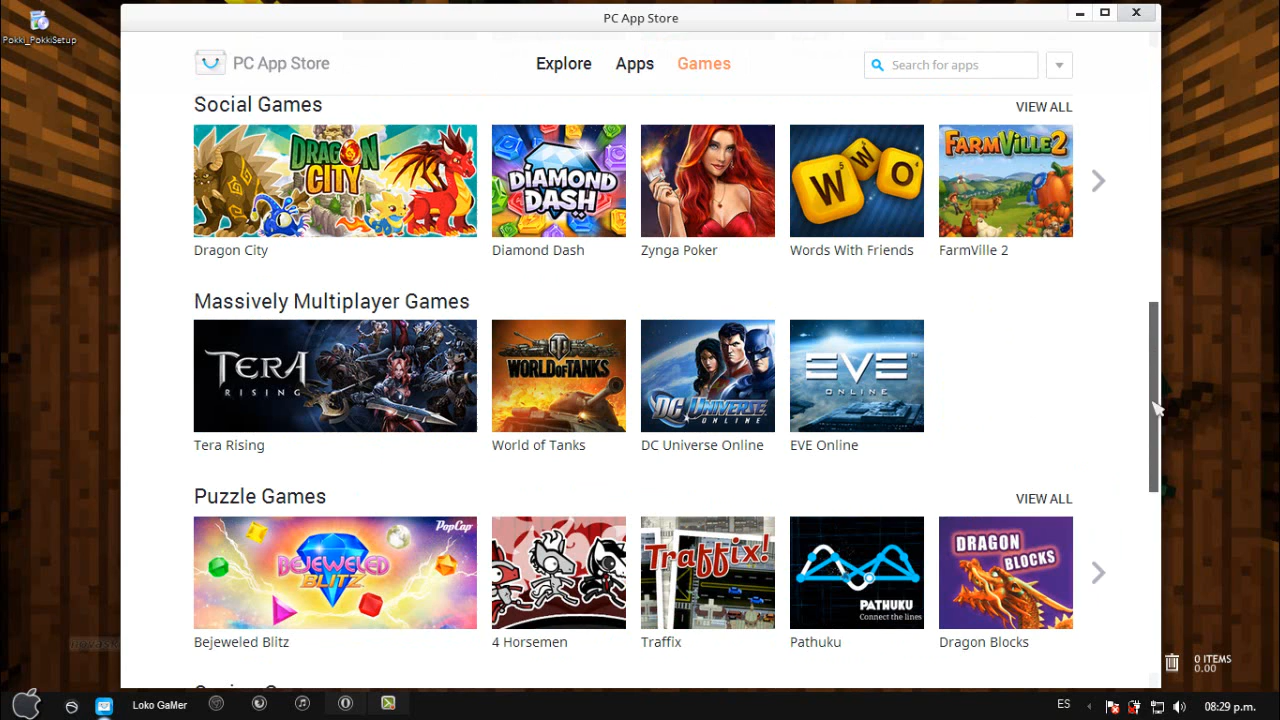 PC App Store
Pokki_PokkiSetup
PC App Store
Explore
Apps
Games
Search for apps
Social Games
VIEW ALL
DRAGON CITY
DIAMOND DASH
W W O
FARMVILLE 2
Dragon City
Diamond Dash
Zynga Poker
Words With Friends
FarmVille 2
Massively Multiplayer Games
TERA
RISING
WORLD OF TANKS
DC UNIVERSE
ONLINE
EVE
ONLINE
Tera Rising
World of Tanks
DC Universe Online
EVE Online
Puzzle Games
VIEW ALL
PopCap
BEJEWELED
BLITZ
Traffix!
PATHUKU
Connect the lines
DRAGON
BLOCKS
Bejeweled Blitz
4 Horsemen
Traffix
Pathuku
Dragon Blocks
0 ITEMS
0.00
Loko GaMer
ES
08:29 p.m.